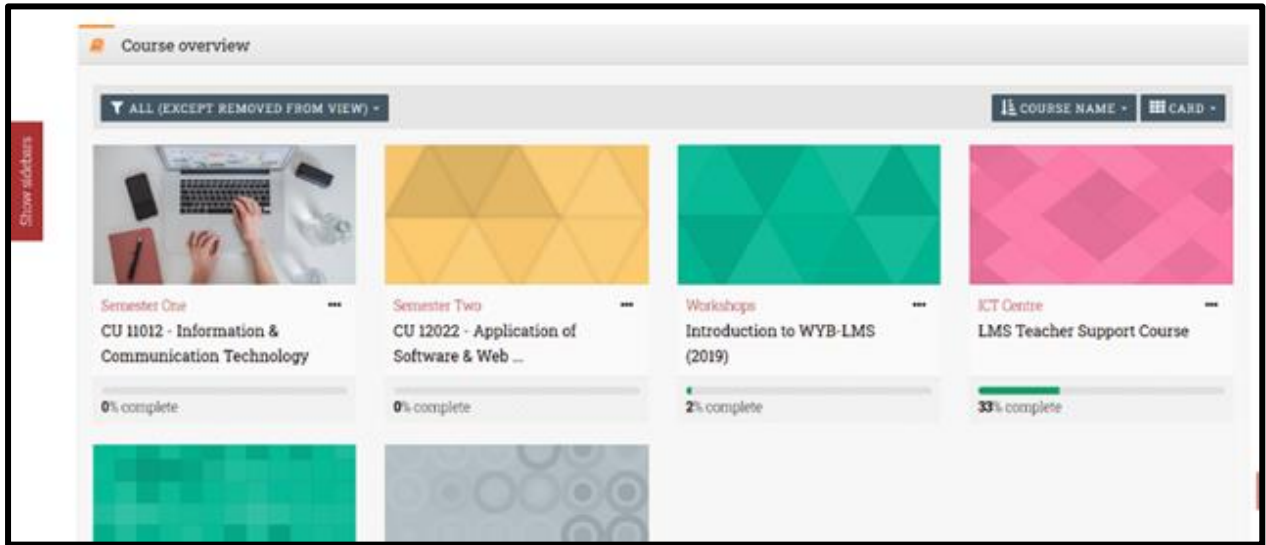 Course overview
ALL (EXCEPT REMOVED FROM VIEW)
COURSE NAME
CARD
Show sidebars
Semester One
CU 11012 - Information &
Communication Technology
0% complete
Semester Two
CU 12022 - Application of
Software & Web ...
0% complete
Workshops
Introduction to WYB-LMS
(2019)
2% complete
ICT Centre
LMS Teacher Support Course
33% complete